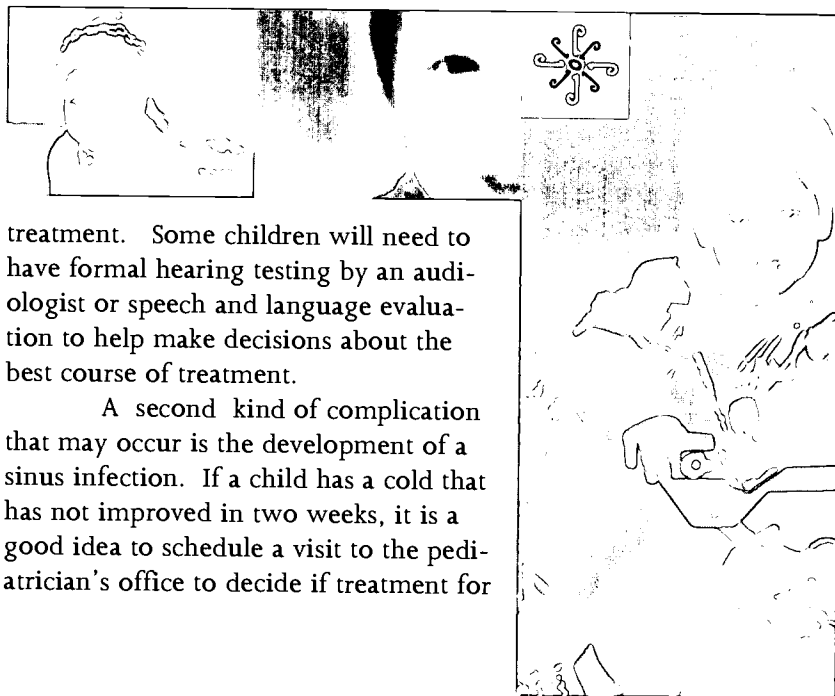 treatment. Some children will need to
have formal hearing testing by an audi-
ologist or speech and language evalua-
tion to help make decisions about the
best course of treatment.
A second kind of complication
that may occur is the development of a
sinus infection. If a child has a cold that
has not improved in two weeks, it is a
good idea to schedule a visit to the pedi-
atrician's office to decide if treatment for